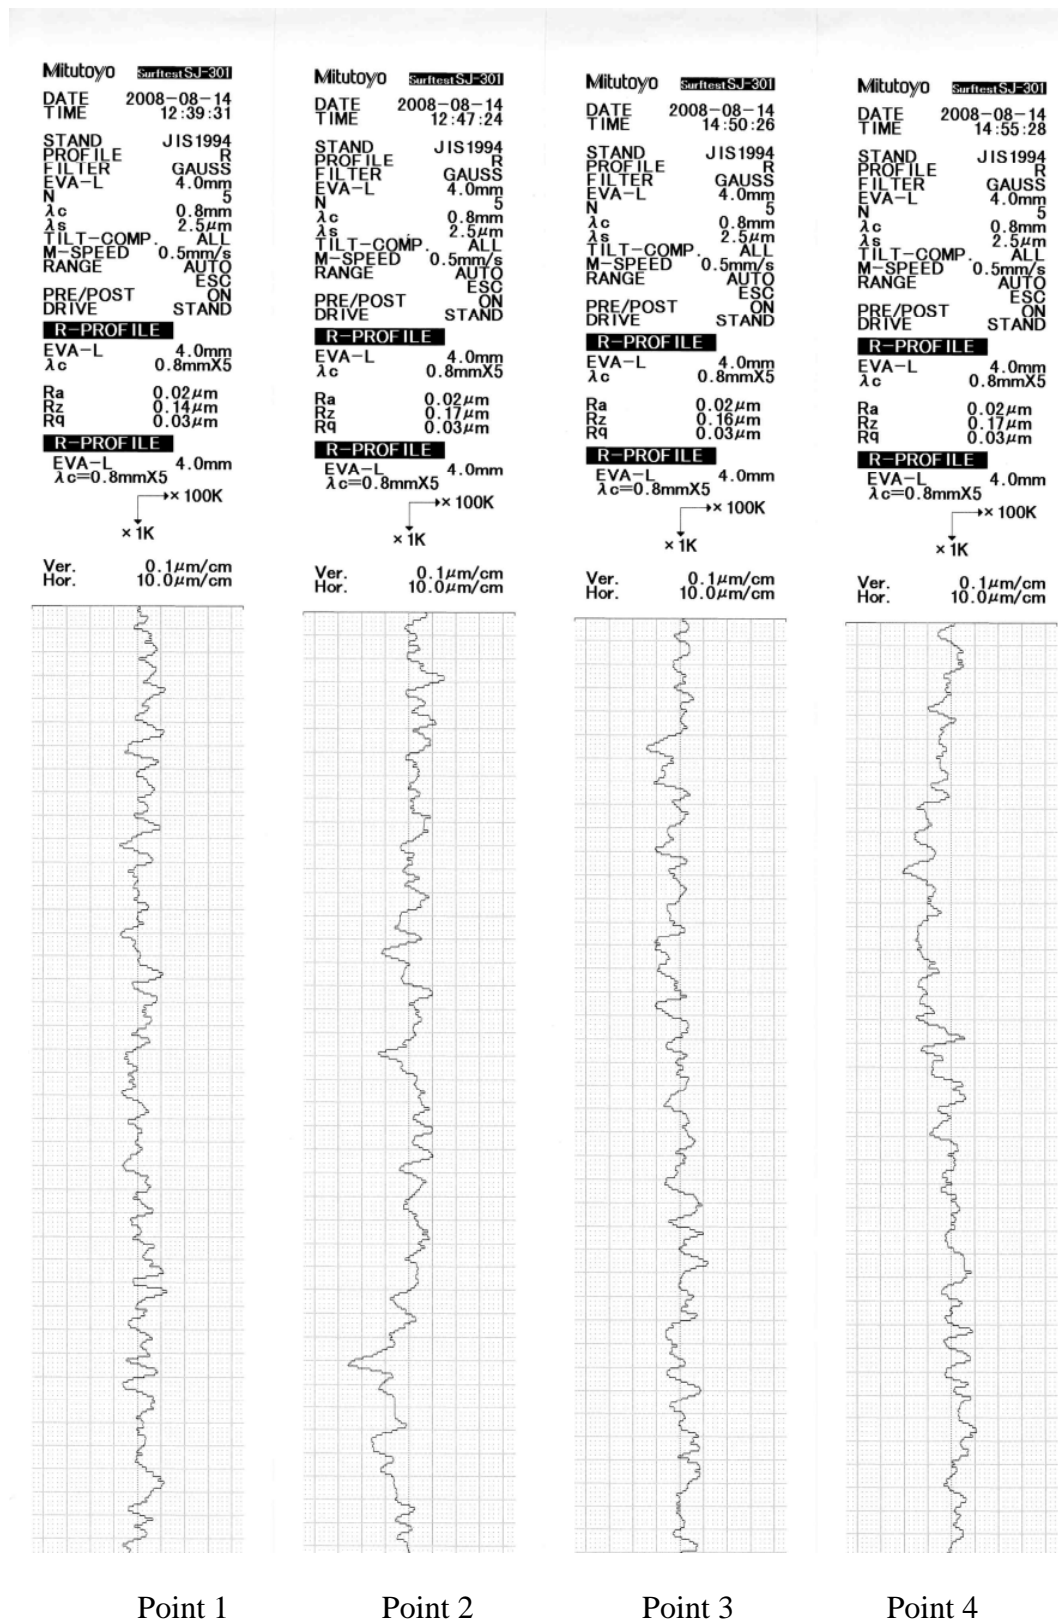 Mitutoyo SurftestSJ-301
DATE 2008-08-14
TIME 12:39:31
STAND JIS1994
PROFILE R
FILTER GAUSS
EVA-L 4.0mm
N 5
λc 0.8mm
λs 2.5μm
TILT-COMP. ALL
M-SPEED 0.5mm/s
RANGE AUTO
ESC
PRE/POST ON
DRIVE STAND
R-PROFILE
EVA-L 4.0mm
λc 0.8mmX5
Ra 0.02μm
Rz 0.14μm
Rq 0.03μm
R-PROFILE
EVA-L 4.0mm
λc=0.8mmX5
× 100K
× 1K
Ver. 0.1μm/cm
Hor. 10.0μm/cm
Point 1
Mitutoyo SurftestSJ-301
DATE 2008-08-14
TIME 12:47:24
STAND JIS1994
PROFILE R
FILTER GAUSS
EVA-L 4.0mm
N 5
λc 0.8mm
λs 2.5μm
TILT-COMP. ALL
M-SPEED 0.5mm/s
RANGE AUTO
ESC
PRE/POST ON
DRIVE STAND
R-PROFILE
EVA-L 4.0mm
λc 0.8mmX5
Ra 0.02μm
Rz 0.17μm
Rq 0.03μm
R-PROFILE
EVA-L 4.0mm
λc=0.8mmX5
× 100K
× 1K
Ver. 0.1μm/cm
Hor. 10.0μm/cm
Point 2
Mitutoyo SurftestSJ-301
DATE 2008-08-14
TIME 14:50:26
STAND JIS1994
PROFILE R
FILTER GAUSS
EVA-L 4.0mm
N 5
λc 0.8mm
λs 2.5μm
TILT-COMP. ALL
M-SPEED 0.5mm/s
RANGE AUTO
ESC
PRE/POST ON
DRIVE STAND
R-PROFILE
EVA-L 4.0mm
λc 0.8mmX5
Ra 0.02μm
Rz 0.16μm
Rq 0.03μm
R-PROFILE
EVA-L 4.0mm
λc=0.8mmX5
× 100K
× 1K
Ver. 0.1μm/cm
Hor. 10.0μm/cm
Point 3
Mitutoyo SurftestSJ-301
DATE 2008-08-14
TIME 14:55:28
STAND JIS1994
PROFILE R
FILTER GAUSS
EVA-L 4.0mm
N 5
λc 0.8mm
λs 2.5μm
TILT-COMP. ALL
M-SPEED 0.5mm/s
RANGE AUTO
ESC
PRE/POST ON
DRIVE STAND
R-PROFILE
EVA-L 4.0mm
λc 0.8mmX5
Ra 0.02μm
Rz 0.17μm
Rq 0.03μm
R-PROFILE
EVA-L 4.0mm
λc=0.8mmX5
× 100K
× 1K
Ver. 0.1μm/cm
Hor. 10.0μm/cm
Point 4